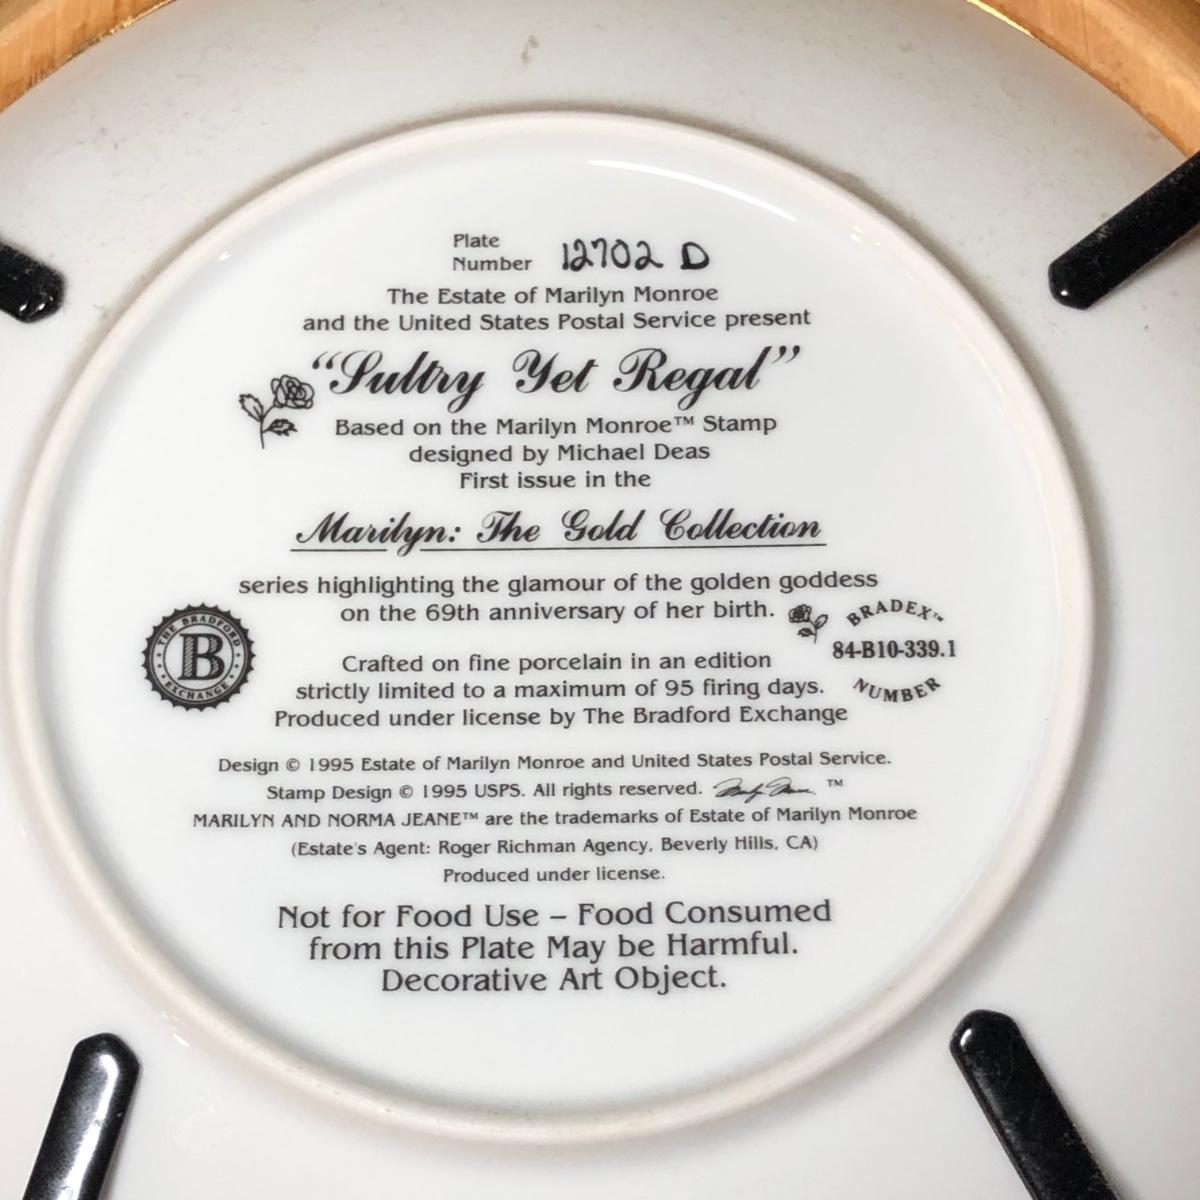 Plate
Number 12702 D
The Estate of Marilyn Monroe
and the United States Postal Service present
“Sultry Yet Regal”
Based on the Marilyn Monroe™ Stamp
designed by Michael Deas
First issue in the
Marilyn: The Gold Collection
series highlighting the glamour of the golden goddess
on the 69th anniversary of her birth.
THE BRADFORD
B
EXCHANGE
BRADEX™
84-B10-339.1
NUMBER
Crafted on fine porcelain in an edition
strictly limited to a maximum of 95 firing days.
Produced under license by The Bradford Exchange
Design © 1995 Estate of Marilyn Monroe and United States Postal Service.
Stamp Design © 1995 USPS. All rights reserved. Marilyn Monroe ™
MARILYN AND NORMA JEANE™ are the trademarks of Estate of Marilyn Monroe
(Estate's Agent: Roger Richman Agency, Beverly Hills, CA)
Produced under license.
Not for Food Use – Food Consumed
from this Plate May be Harmful.
Decorative Art Object.